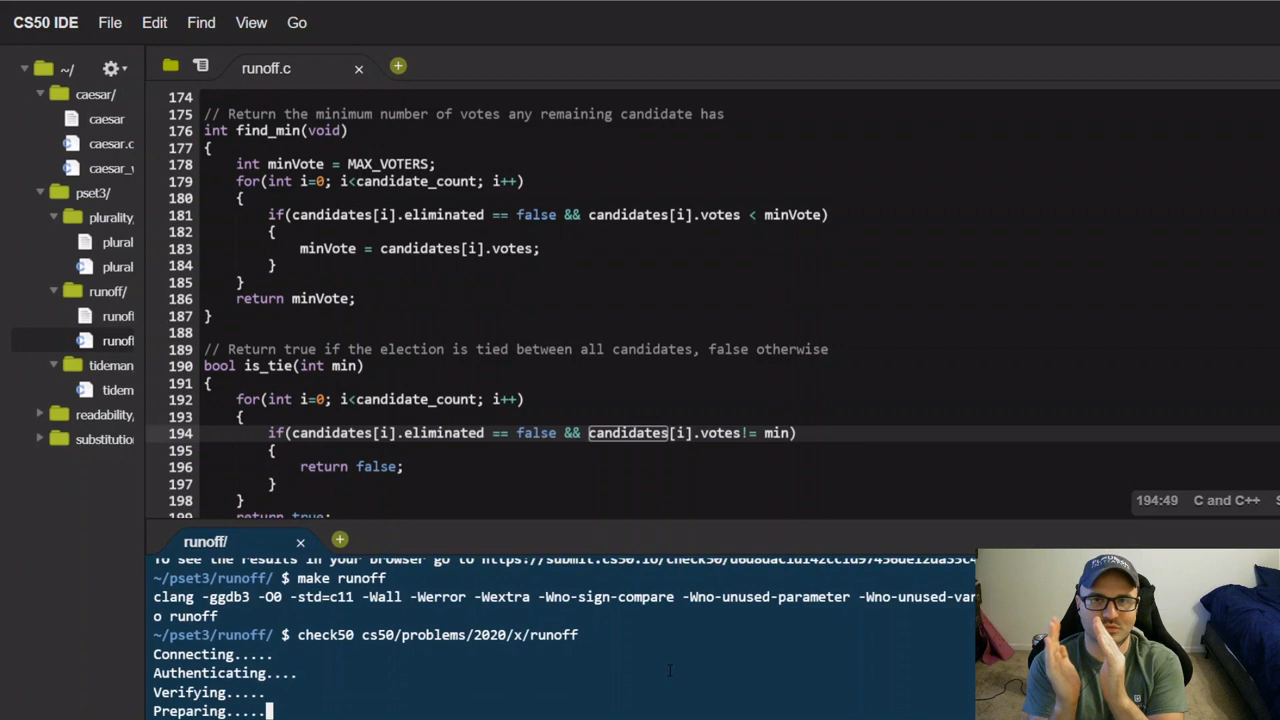 CS50 IDE File Edit Find View Go
~/
caesar/
caesar
caesar.c
caesar_v
pset3/
plurality,
plural
plural
runoff/
runoff
runoff
tideman
tidem
readability,
substitution
runoff.c
174
175 // Return the minimum number of votes any remaining candidate has
176 int find_min(void)
177 {
178 int minVote = MAX_VOTERS;
179 for(int i=0; i<candidate_count; i++)
180 {
181 if(candidates[i].eliminated == false && candidates[i].votes < minVote)
182 {
183 minVote = candidates[i].votes;
184 }
185 }
186 return minVote;
187 }
188
189 // Return true if the election is tied between all candidates, false otherwise
190 bool is_tie(int min)
191 {
192 for(int i=0; i<candidate_count; i++)
193 {
194 if(candidates[i].eliminated == false && candidates[i].votes!= min)
195 {
196 return false;
197 }
198 }
199 return true;
194:49 C and C++
runoff/
To see the results in your browser go to
~/pset3/runoff/ $ make runoff
clang -ggdb3 -O0 -std=c11 -Wall -Werror -Wextra -Wno-sign-compare -Wno-unused-parameter -Wno-unused-var
o runoff
~/pset3/runoff/ $ check50 cs50/problems/2020/x/runoff
Connecting.....
Authenticating....
Verifying.....
Preparing.....